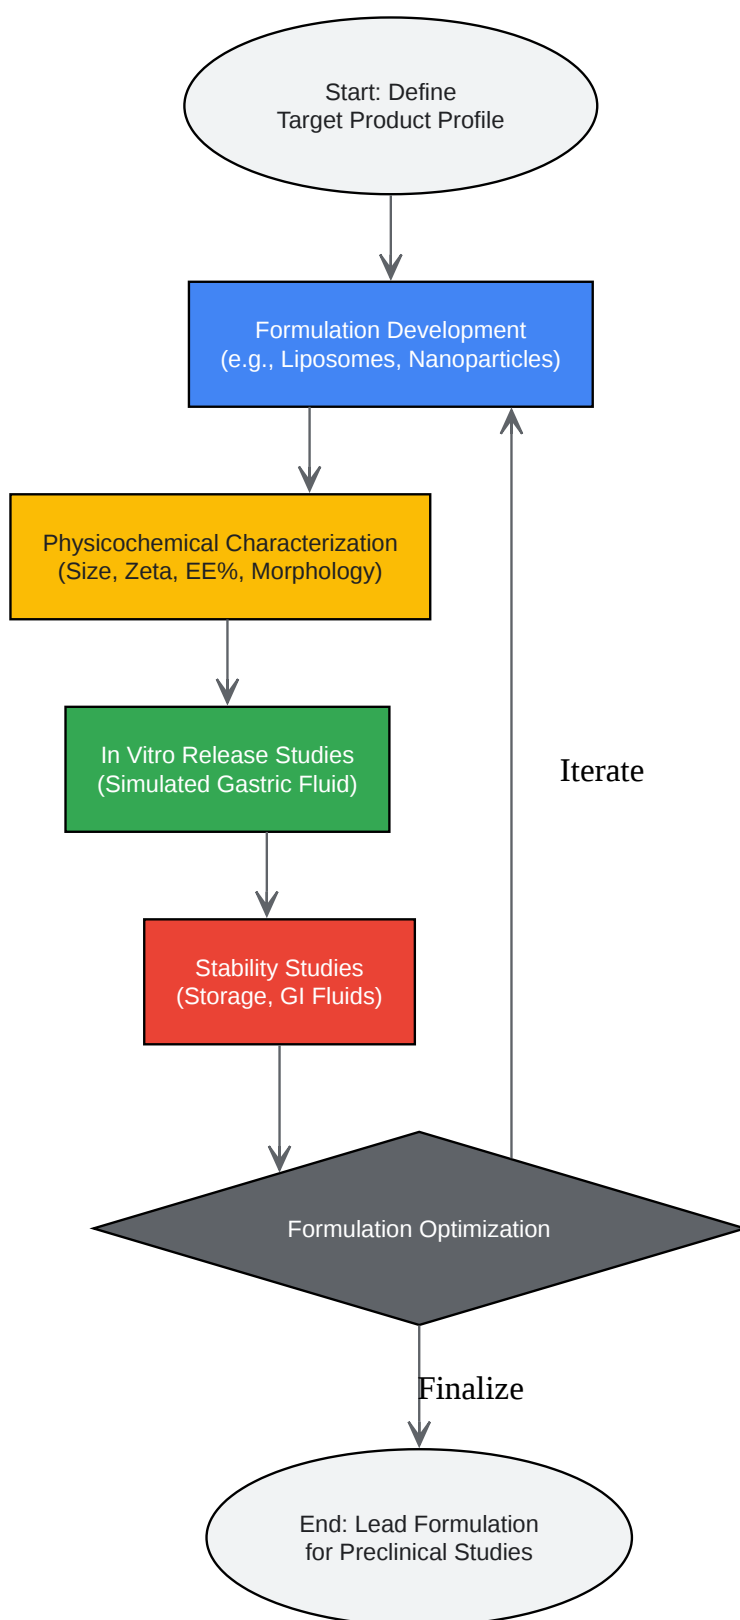 Start: Define
Target Product Profile
Formulation Development
(e.g., Liposomes, Nanoparticles)
Physicochemical Characterization
(Size, Zeta, EE%, Morphology)
In Vitro Release Studies
(Simulated Gastric Fluid)
Iterate
Stability Studies
(Storage, GI Fluids)
Formulation Optimization
Finalize
End: Lead Formulation
for Preclinical Studies